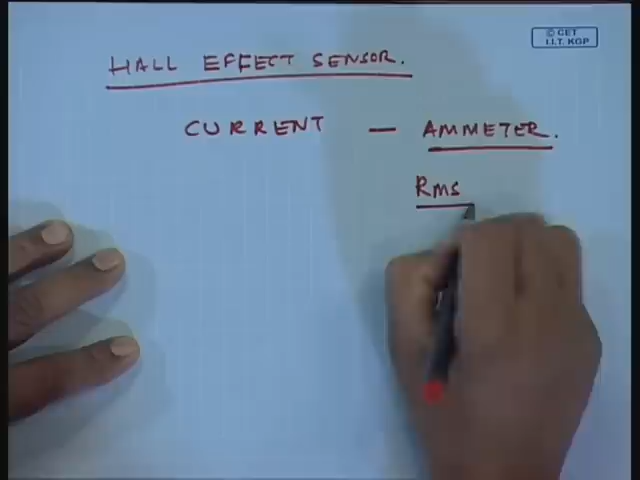 © CET
I.I.T. KGP
HALL EFFECT SENSOR.
CURRENT — AMMETER.
Rms